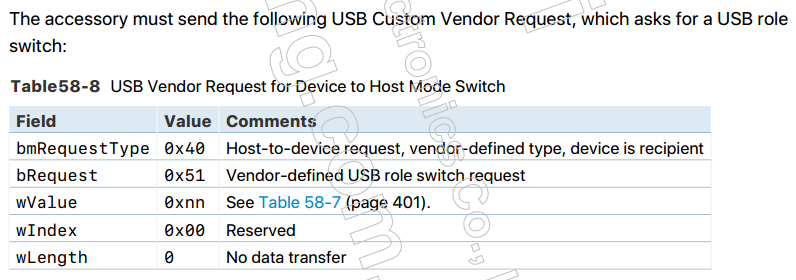 The accessory must send the following USB Custom Vendor Request, which asks for a USB role
switch:
Table58-8 USB Vendor Request for Device to Host Mode Switch
Field Value Comments
bmRequestType 0x40 Host-to-device request, vendor-defined type, device is recipient
bRequest 0x51 Vendor-defined USB role switch request
wValue 0xnn See Table 58-7 (page 401).
wIndex 0x00 Reserved
wLength 0 No data transfer